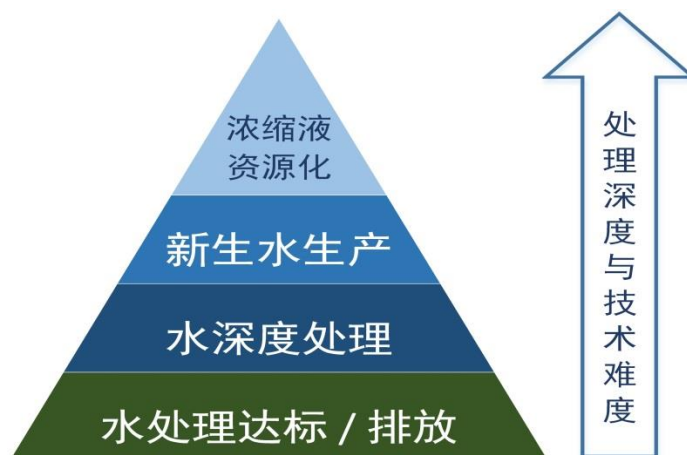 浓缩液
资源化
新生水生产
水深度处理
水处理达标 / 排放
处理深度与技术难度